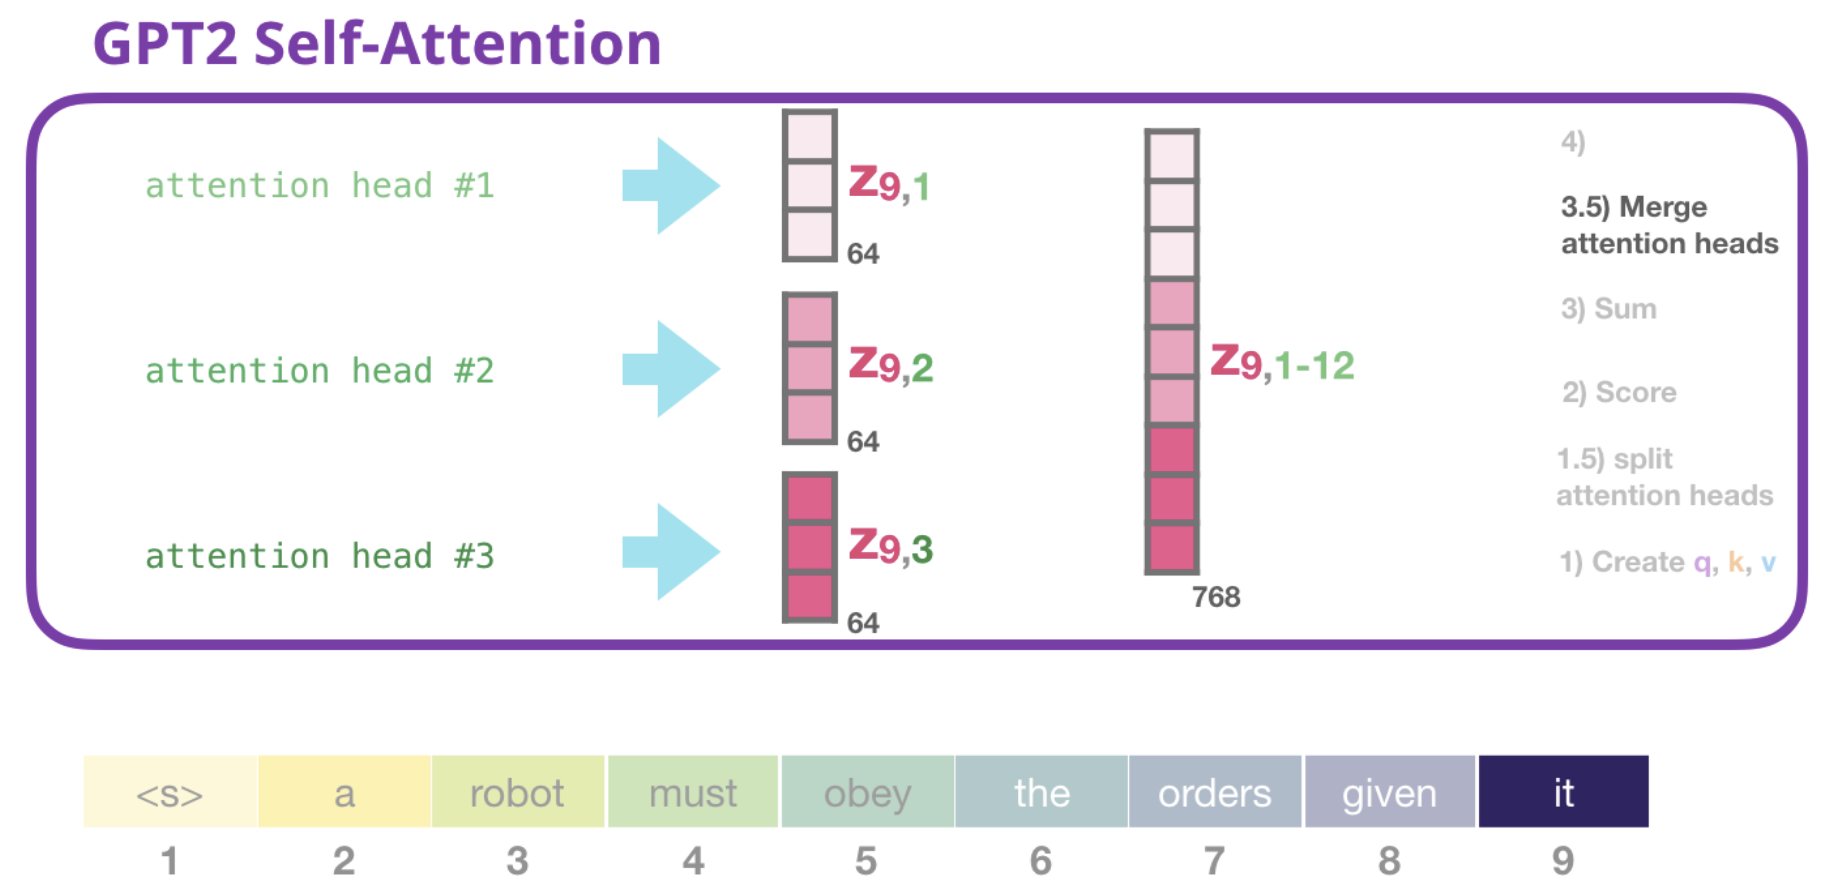 GPT2 Self-Attention
attention head #1
Z9,1
64
attention head #2
Z9,2
64
attention head #3
Z9,3
64
Z9,1-12
768
4)
3.5) Merge
attention heads
3) Sum
2) Score
1.5) split
attention heads
1) Create q, k, v
<s> a robot must obey the orders given it
1 2 3 4 5 6 7 8 9